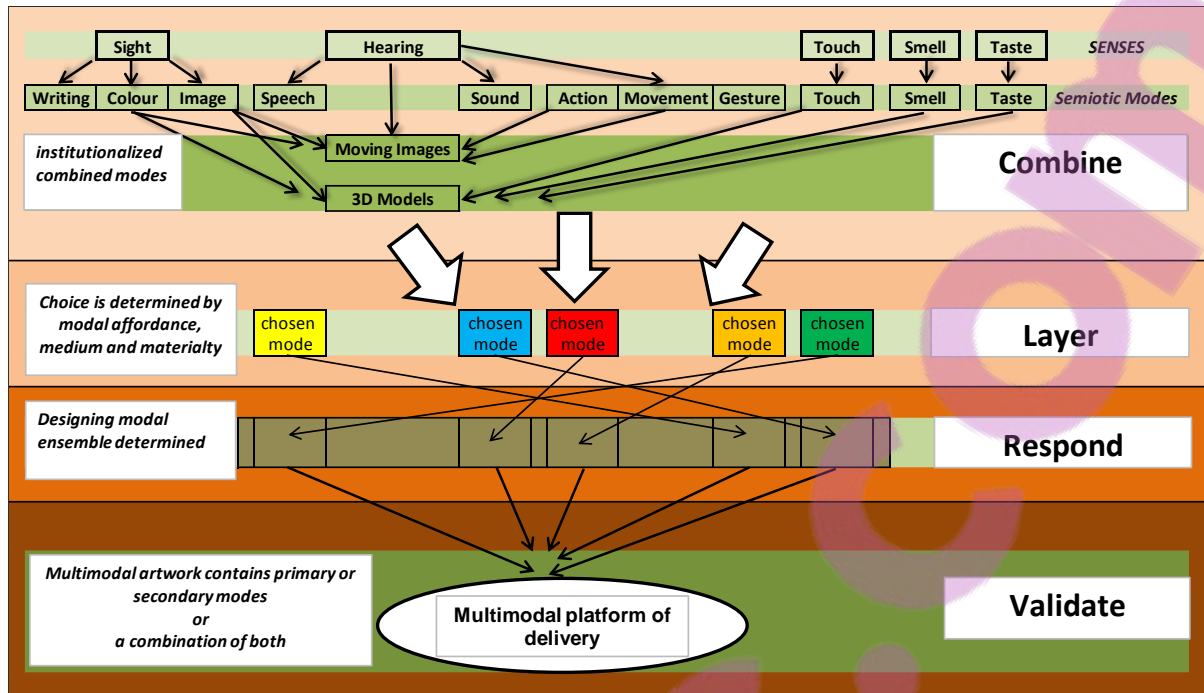 Sight Hearing Touch Smell Taste SENSES
Writing Colour Image Speech Sound Action Movement Gesture Touch Smell Taste Semiotic Modes
institutionalized
combined modes
Moving Images
3D Models
Combine
Choice is determined by
modal affordance,
medium and materialty
chosen
mode
chosen
mode
chosen
mode
chosen
mode
chosen
mode
Layer
Designing modal
ensemble determined
Respond
Multimodal artwork contains primary or
secondary modes
or
a combination of both
Multimodal platform of
delivery
Validate